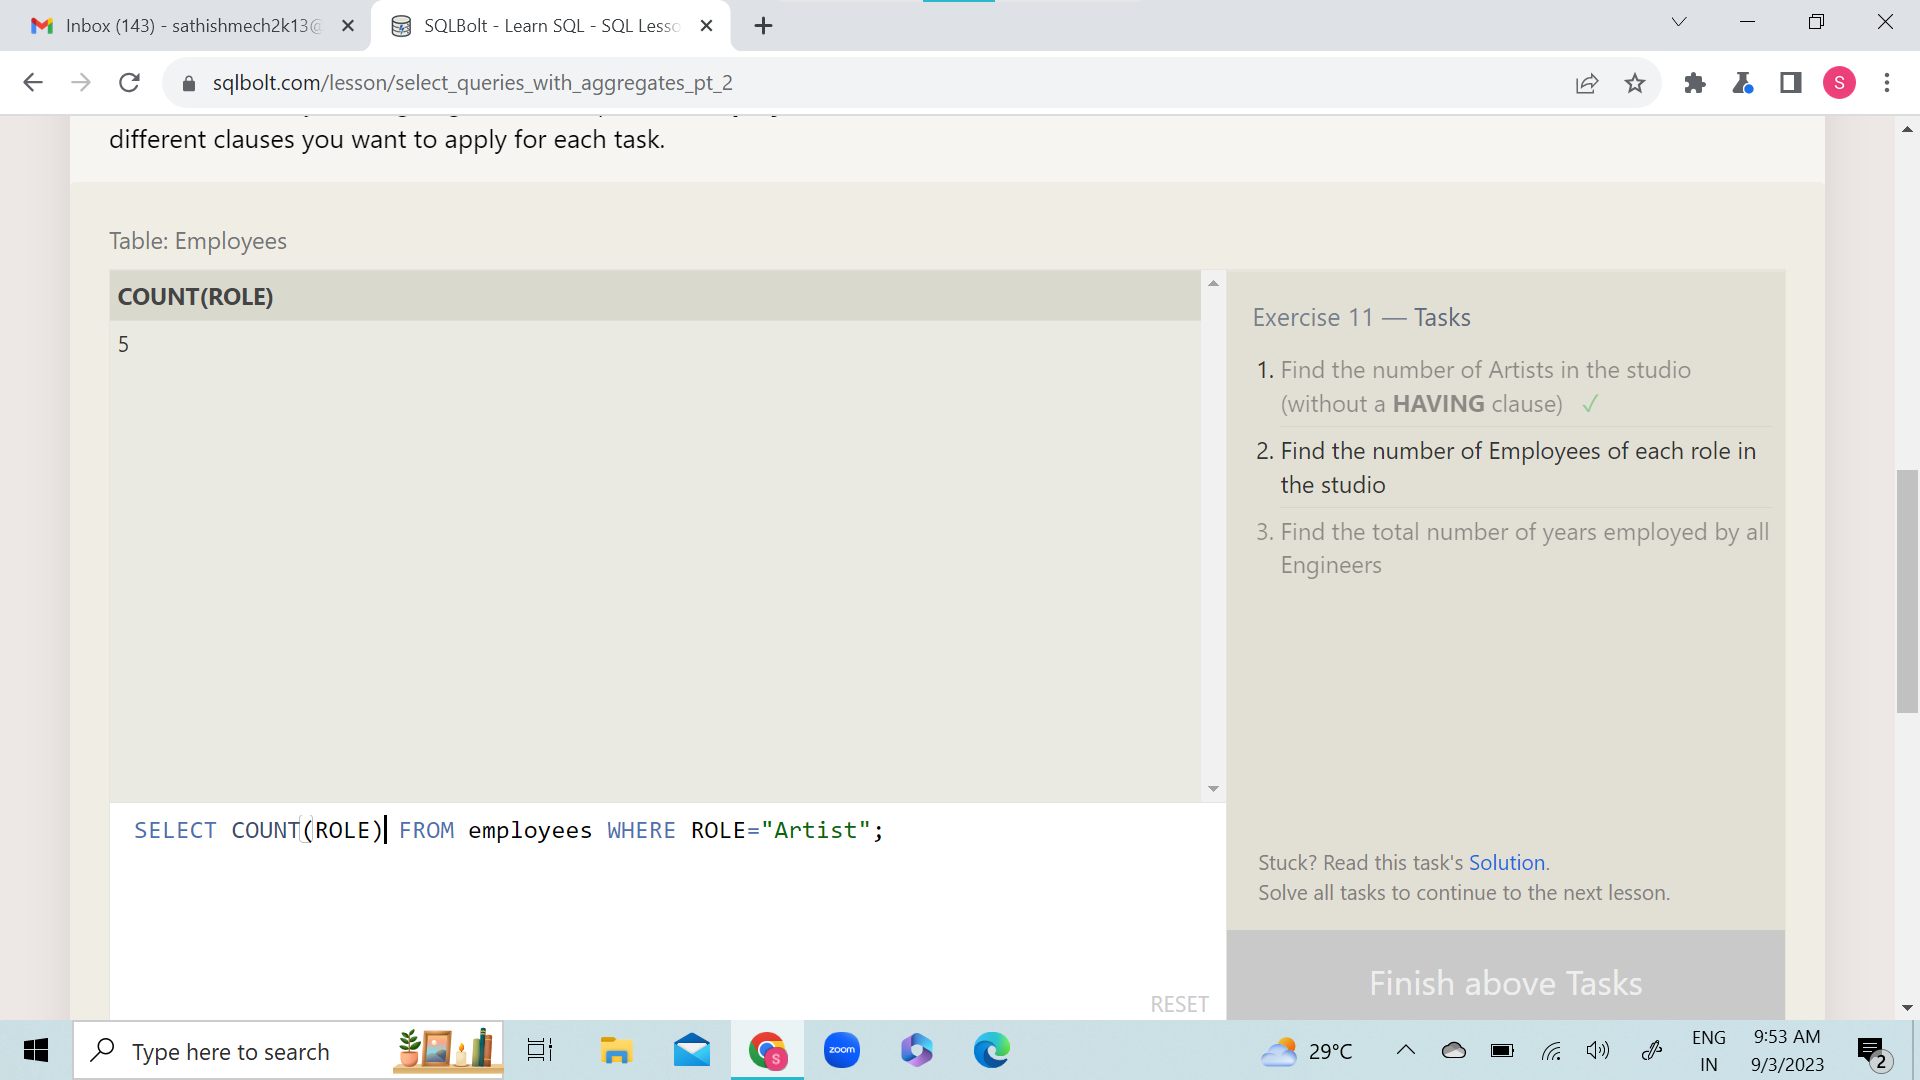 Inbox (143) - sathishmech2k13@
SQLBolt - Learn SQL - SQL Lesso
sqlbolt.com/lesson/select_queries_with_aggregates_pt_2
S
different clauses you want to apply for each task.
Table: Employees
COUNT(ROLE)
5
SELECT COUNT(ROLE) FROM employees WHERE ROLE="Artist";
RESET
Exercise 11 — Tasks
1. Find the number of Artists in the studio
(without a HAVING clause) ✓
2. Find the number of Employees of each role in
the studio
3. Find the total number of years employed by all
Engineers
Stuck? Read this task's Solution.
Solve all tasks to continue to the next lesson.
Finish above Tasks
Type here to search
S
zoom
29°C
ENG
IN
9:53 AM
9/3/2023
2